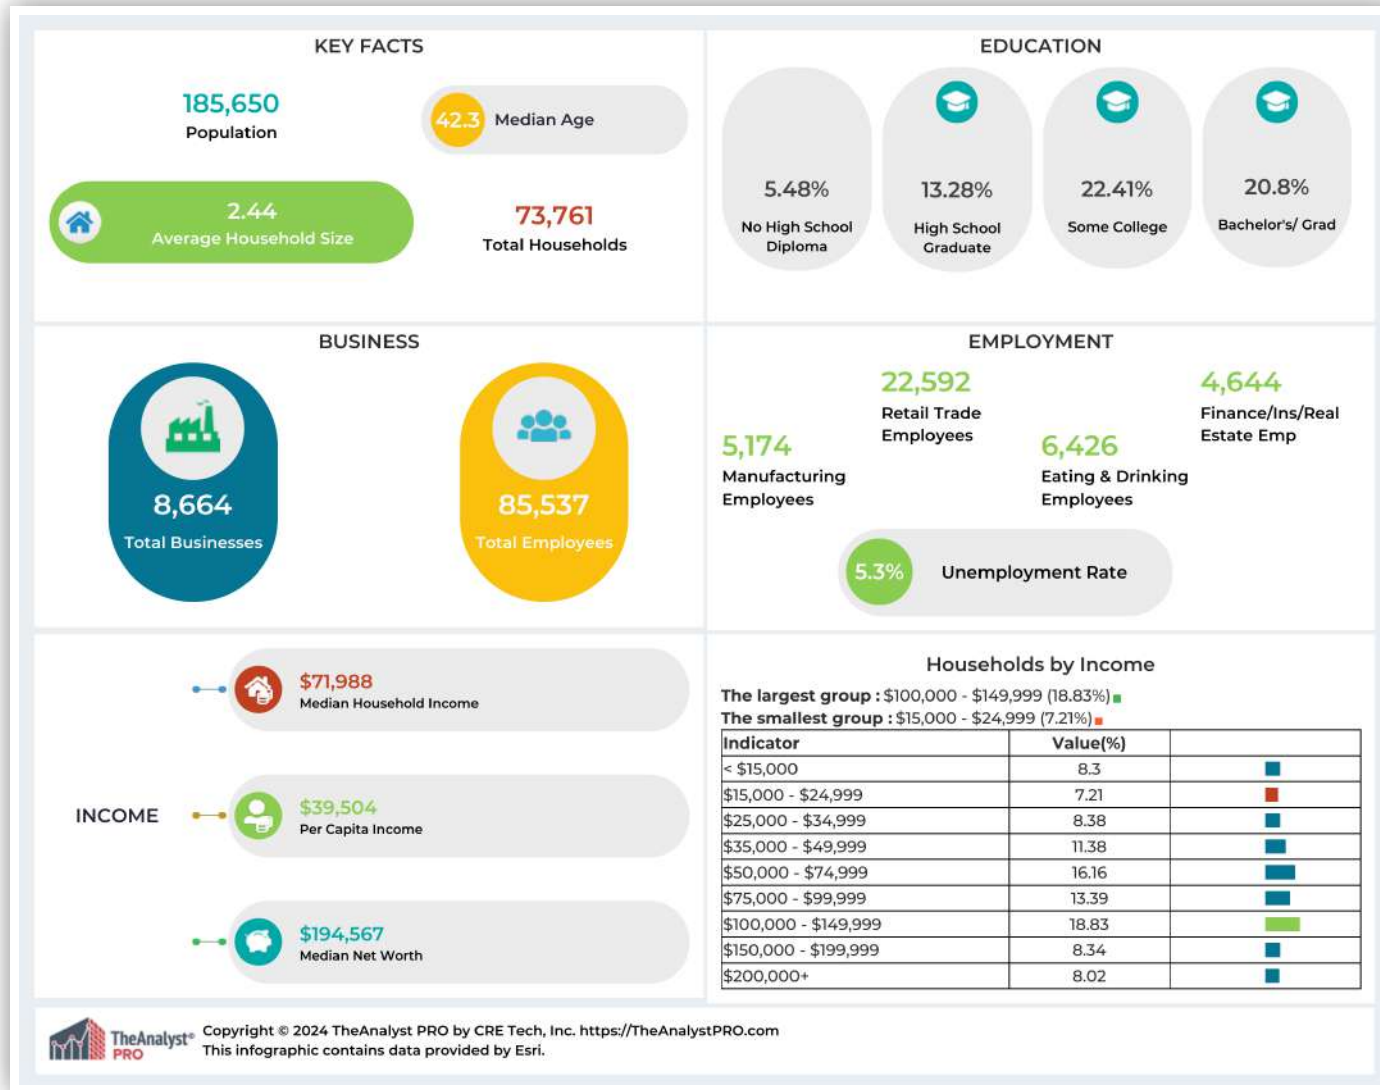 KEY FACTS
185,650
Population
42.3 Median Age
2.44
Average Household Size
73,761
Total Households
EDUCATION
5.48%
No High School
Diploma
13.28%
High School
Graduate
22.41%
Some College
20.8%
Bachelor's/ Grad
BUSINESS
8,664
Total Businesses
85,537
Total Employees
EMPLOYMENT
5,174
Manufacturing
Employees
22,592
Retail Trade
Employees
6,426
Eating & Drinking
Employees
4,644
Finance/Ins/Real
Estate Emp
5.3% Unemployment Rate
INCOME
$71,988
Median Household Income
$39,504
Per Capita Income
$194,567
Median Net Worth
Households by Income
The largest group : $100,000 - $149,999 (18.83%)
The smallest group : $15,000 - $24,999 (7.21%)
Indicator Value(%)
< $15,000 8.3
$15,000 - $24,999 7.21
$25,000 - $34,999 8.38
$35,000 - $49,999 11.38
$50,000 - $74,999 16.16
$75,000 - $99,999 13.39
$100,000 - $149,999 18.83
$150,000 - $199,999 8.34
$200,000+ 8.02
TheAnalyst®
PRO
Copyright © 2024 TheAnalyst PRO by CRE Tech, Inc. https://TheAnalystPRO.com
This infographic contains data provided by Esri.